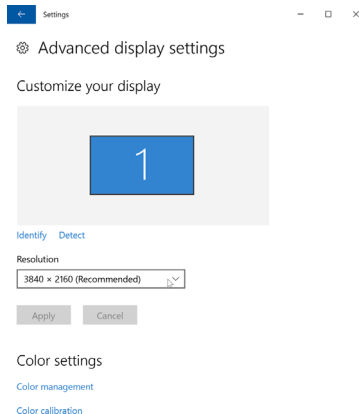 Settings
Advanced display settings
Customize your display
1
Identify Detect
Resolution
3840 × 2160 (Recommended)
Apply Cancel
Color settings
Color management
Color calibration